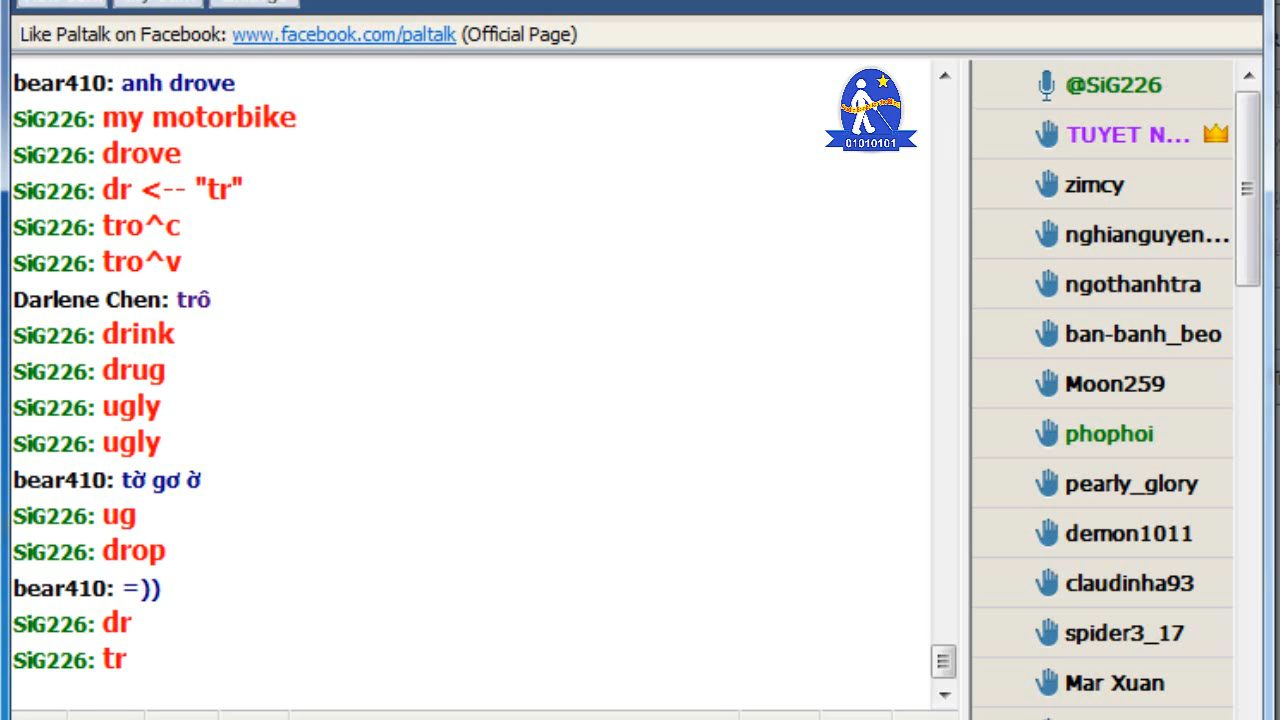 Like Paltalk on Facebook: www.facebook.com/paltalk (Official Page)
bear410: anh drove
SiG226: my motorbike
SiG226: drove
SiG226: dr <-- "tr"
SiG226: tro^c
SiG226: tro^v
Darlene Chen: trô
SiG226: drink
SiG226: drug
SiG226: ugly
SiG226: ugly
bear410: tờ gơ ờ
SiG226: ug
SiG226: drop
bear410: =))
SiG226: dr
SiG226: tr
01010101
@SiG226
TUYET N...
zimcy
nghianguyen...
ngothanhtra
ban-banh_beo
Moon259
phophoi
pearly_glory
demon1011
claudinha93
spider3_17
Mar Xuan